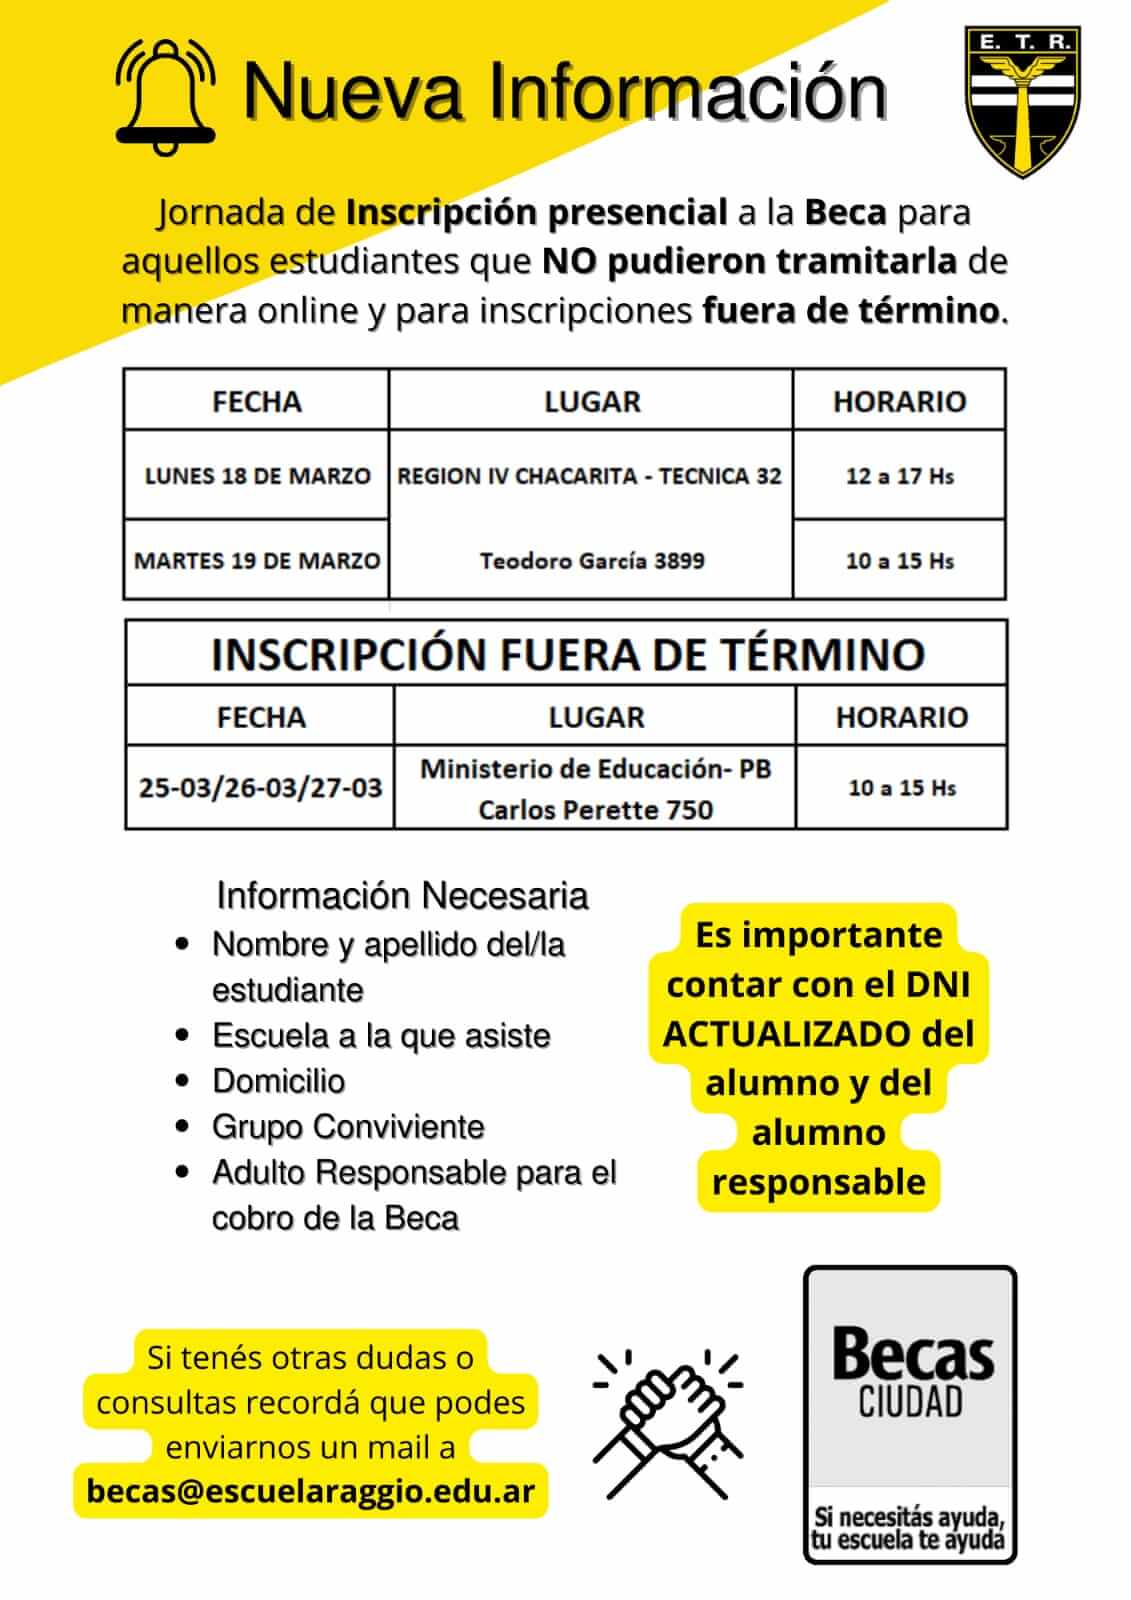 Nueva Información
E. T. R.
Jornada de Inscripción presencial a la Beca para
aquellos estudiantes que NO pudieron tramitarla de
manera online y para inscripciones fuera de término.
FECHA LUGAR HORARIO
LUNES 18 DE MARZO REGION IV CHACARITA - TECNICA 32 12 a 17 Hs
MARTES 19 DE MARZO Teodoro García 3899 10 a 15 Hs
INSCRIPCIÓN FUERA DE TÉRMINO
FECHA LUGAR HORARIO
25-03/26-03/27-03 Ministerio de Educación- PB 10 a 15 Hs
Carlos Perette 750
Información Necesaria
• Nombre y apellido del/la
estudiante
• Escuela a la que asiste
• Domicilio
• Grupo Conviviente
• Adulto Responsable para el
cobro de la Beca
Es importante
contar con el DNI
ACTUALIZADO del
alumno y del
alumno
responsable
Si tenés otras dudas o
consultas recordá que podes
enviarnos un mail a
becas@escuelaraggio.edu.ar
Becas
CIUDAD
Si necesitás ayuda,
tu escuela te ayuda